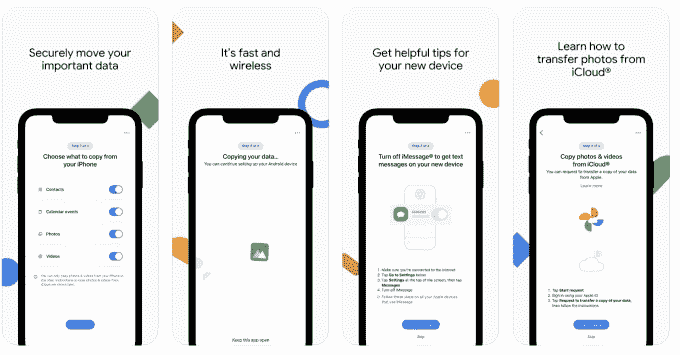 Securely move your
important data
Step 1 of 4
Choose what to copy from
your iPhone
Contacts
Calendar events
Photos
Videos
It's fast and
wireless
Step 2 of 4
Copying your data...
You can continue setting up your Android device
Keep this app open
Get helpful tips for
your new device
Step 3 of 4
Turn off iMessage® to get text
messages on your new device
1 Make sure you're connected to the internet
2 Tap Go to Settings below
3 Tap Settings at the top of the screen, then tap
Messages
4 Turn off iMessage
5 Follow these steps on all your Apple devices
that use iMessage
Skip
Learn how to
transfer photos from
iCloud®
Step 4 of 4
Copy photos & videos
from iCloud®
You can request to transfer a copy of your data
from Apple.
Learn more
1 Tap Start request
2 Sign in using your Apple ID
3 Tap Request to transfer a copy of your data,
then follow the instructions
Skip